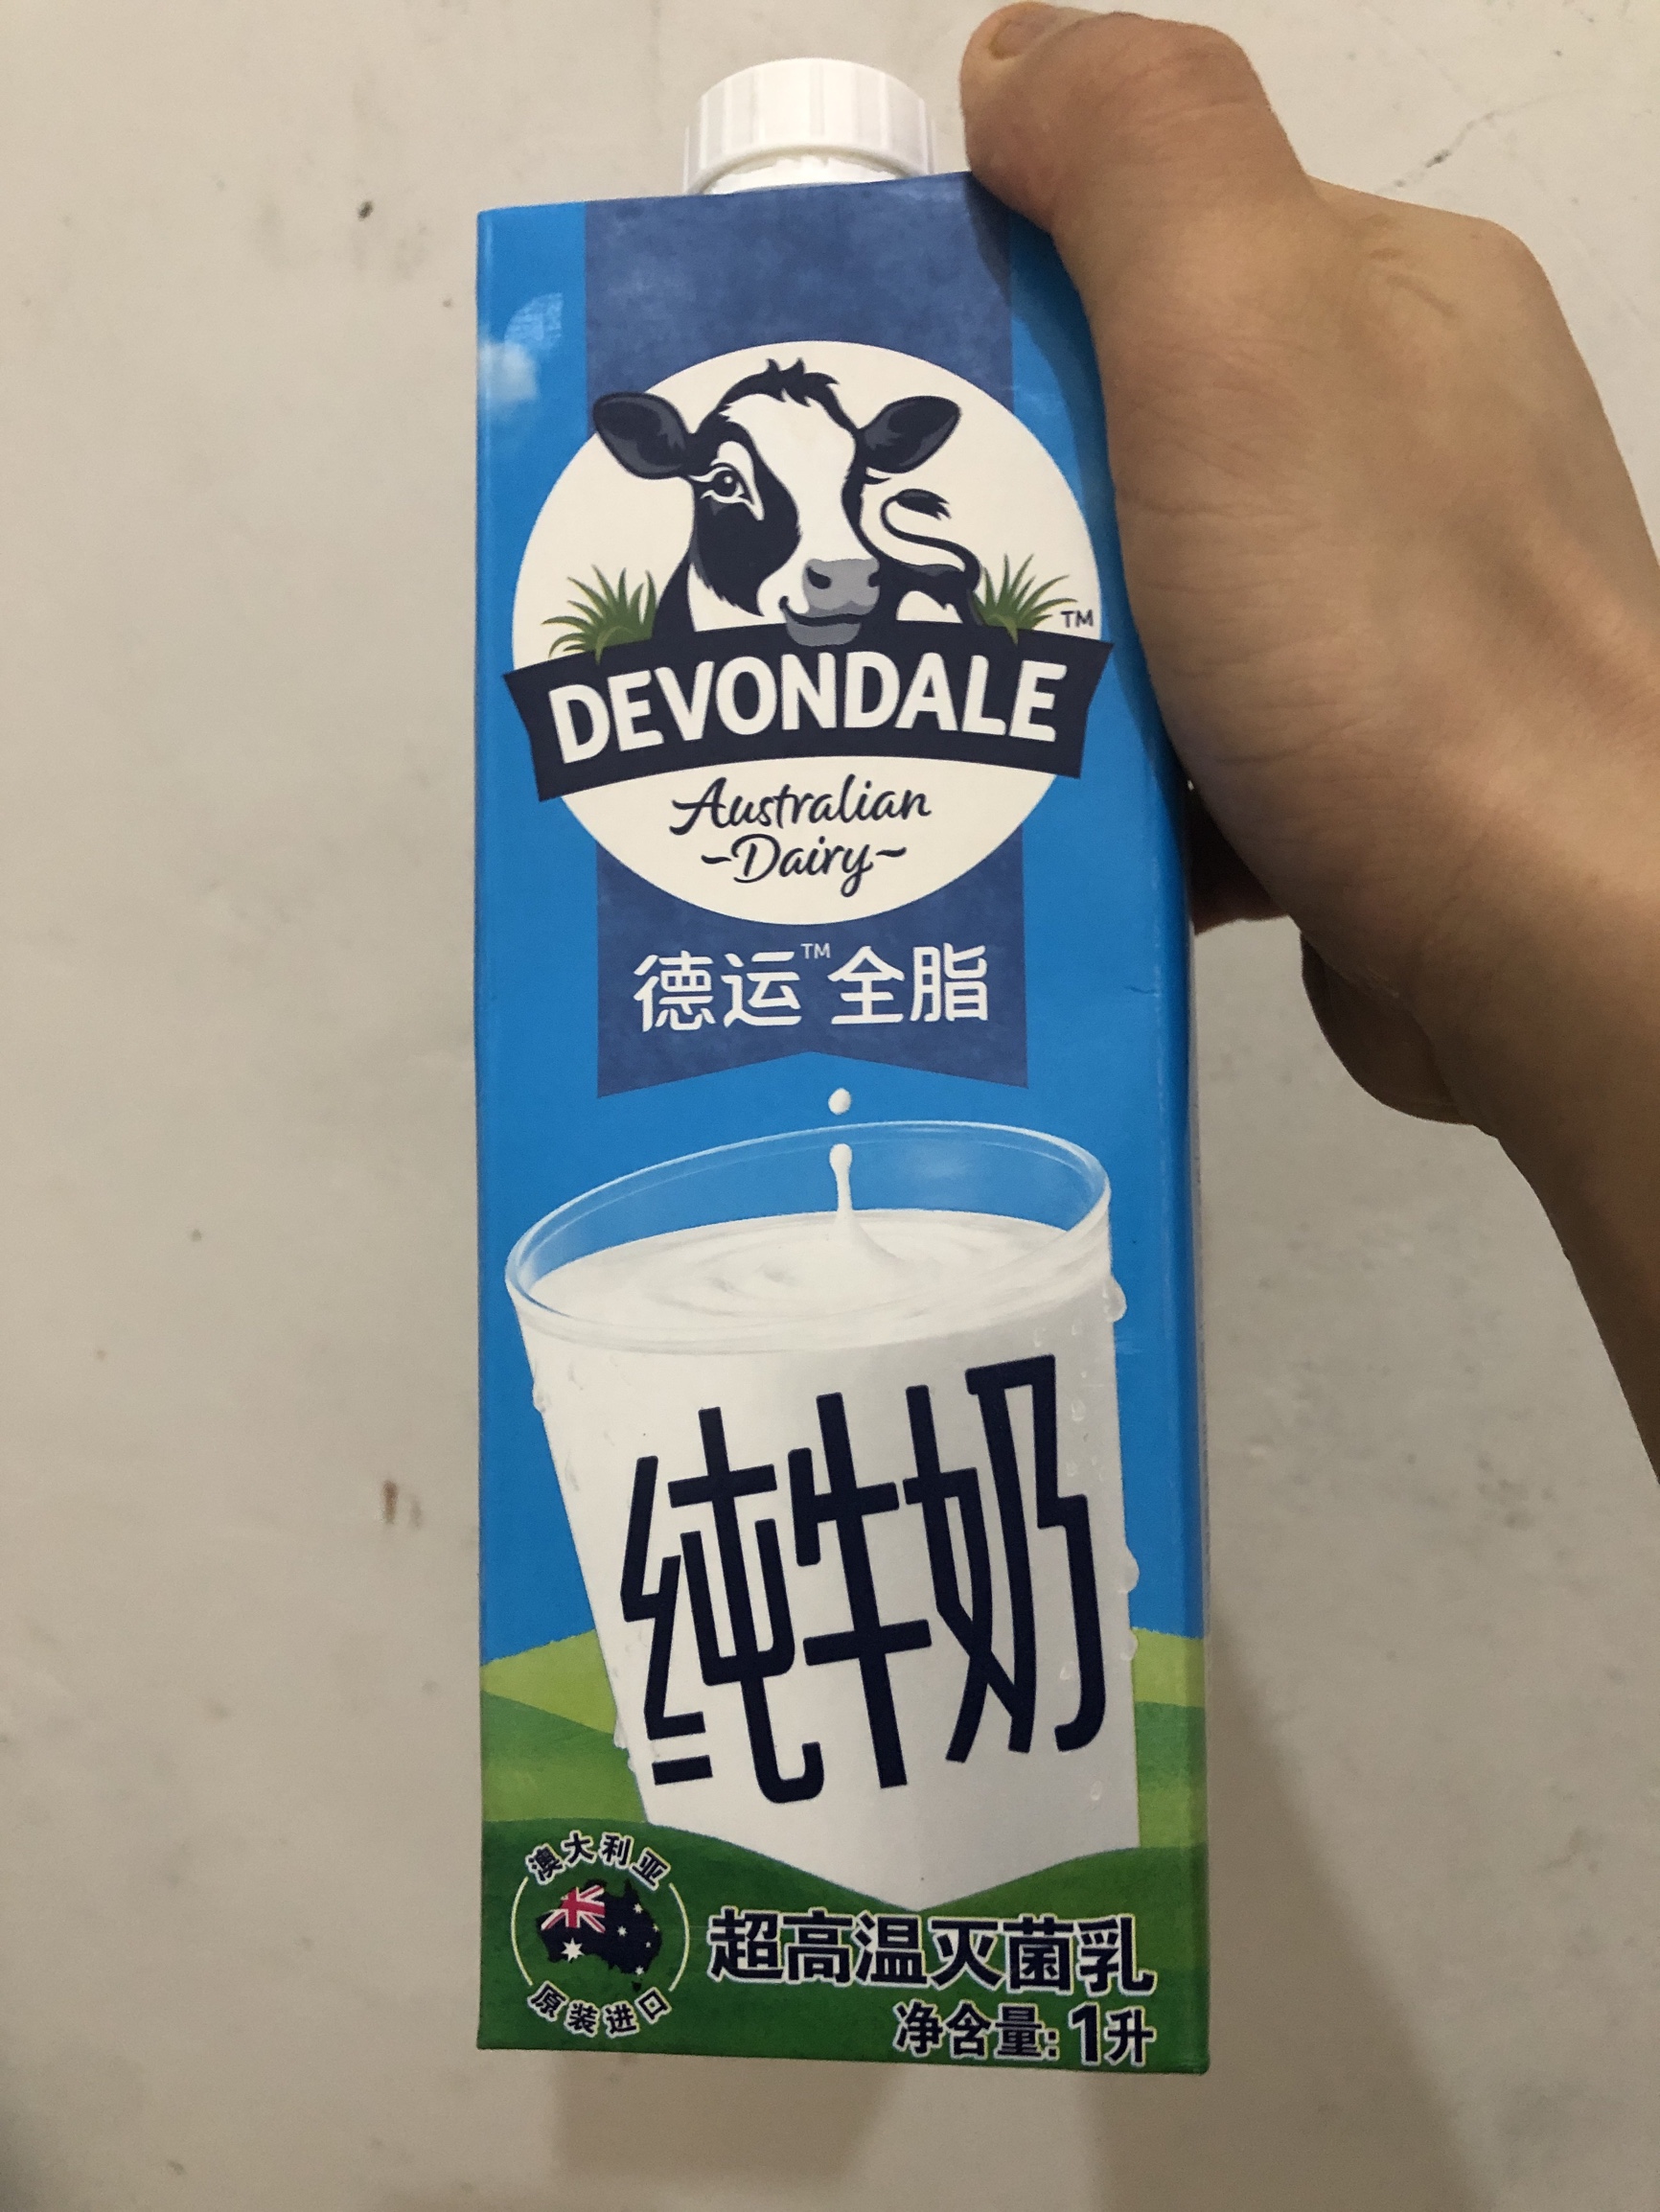 TM
DEVONDALE
Australian
-Dairy-
德运™全脂
纯牛奶
澳大利亚
原装进口
超高温灭菌乳
净含量:1升